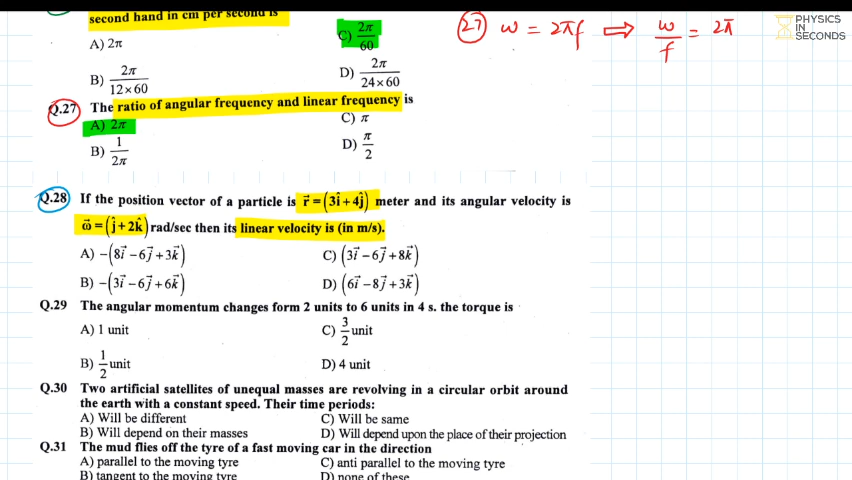 second hand in cm per second is
A) 2π
C) 2π/60
B) 2π/12×60
D) 2π/24×60
27 ω = 2πf ⇒ ω/f = 2π
PHYSICS
IN
SECONDS
Q.27 The ratio of angular frequency and linear frequency is
A) 2π
C) π
B) 1/2π
D) π/2
Q.28 If the position vector of a particle is r⃗ = (3î + 4ĵ) meter and its angular velocity is
ω⃗ = (ĵ + 2k̂) rad/sec then its linear velocity is (in m/s).
A) −(8i⃗ − 6j⃗ + 3k⃗)
C) (3i⃗ − 6j⃗ + 8k⃗)
B) −(3i⃗ − 6j⃗ + 6k⃗)
D) (6i⃗ − 8j⃗ + 3k⃗)
Q.29 The angular momentum changes form 2 units to 6 units in 4 s. the torque is
A) 1 unit
C) 3/2 unit
B) 1/2 unit
D) 4 unit
Q.30 Two artificial satellites of unequal masses are revolving in a circular orbit around
the earth with a constant speed. Their time periods:
A) Will be different
C) Will be same
B) Will depend on their masses
D) Will depend upon the place of their projection
Q.31 The mud flies off the tyre of a fast moving car in the direction
A) parallel to the moving tyre
C) anti parallel to the moving tyre
B) tangent to the moving tyre
D) none of these